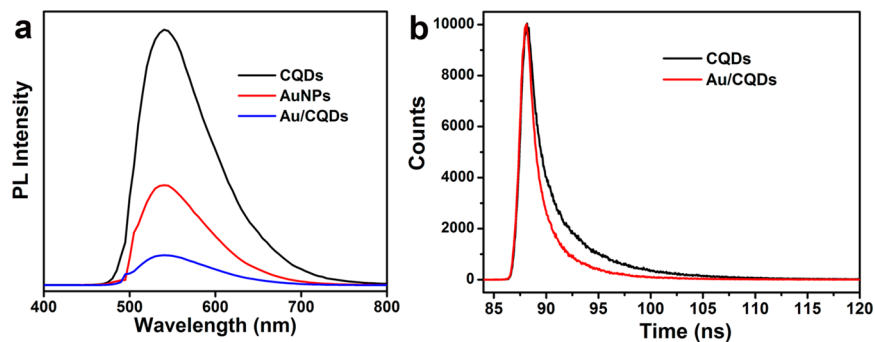 a
CQDs
AuNPs
Au/CQDs
PL Intensity
400
500
600
700
800
Wavelength (nm)
b
CQDs
Au/CQDs
Counts
10000
8000
6000
4000
2000
0
85
90
95
100
105
110
115
120
Time (ns)